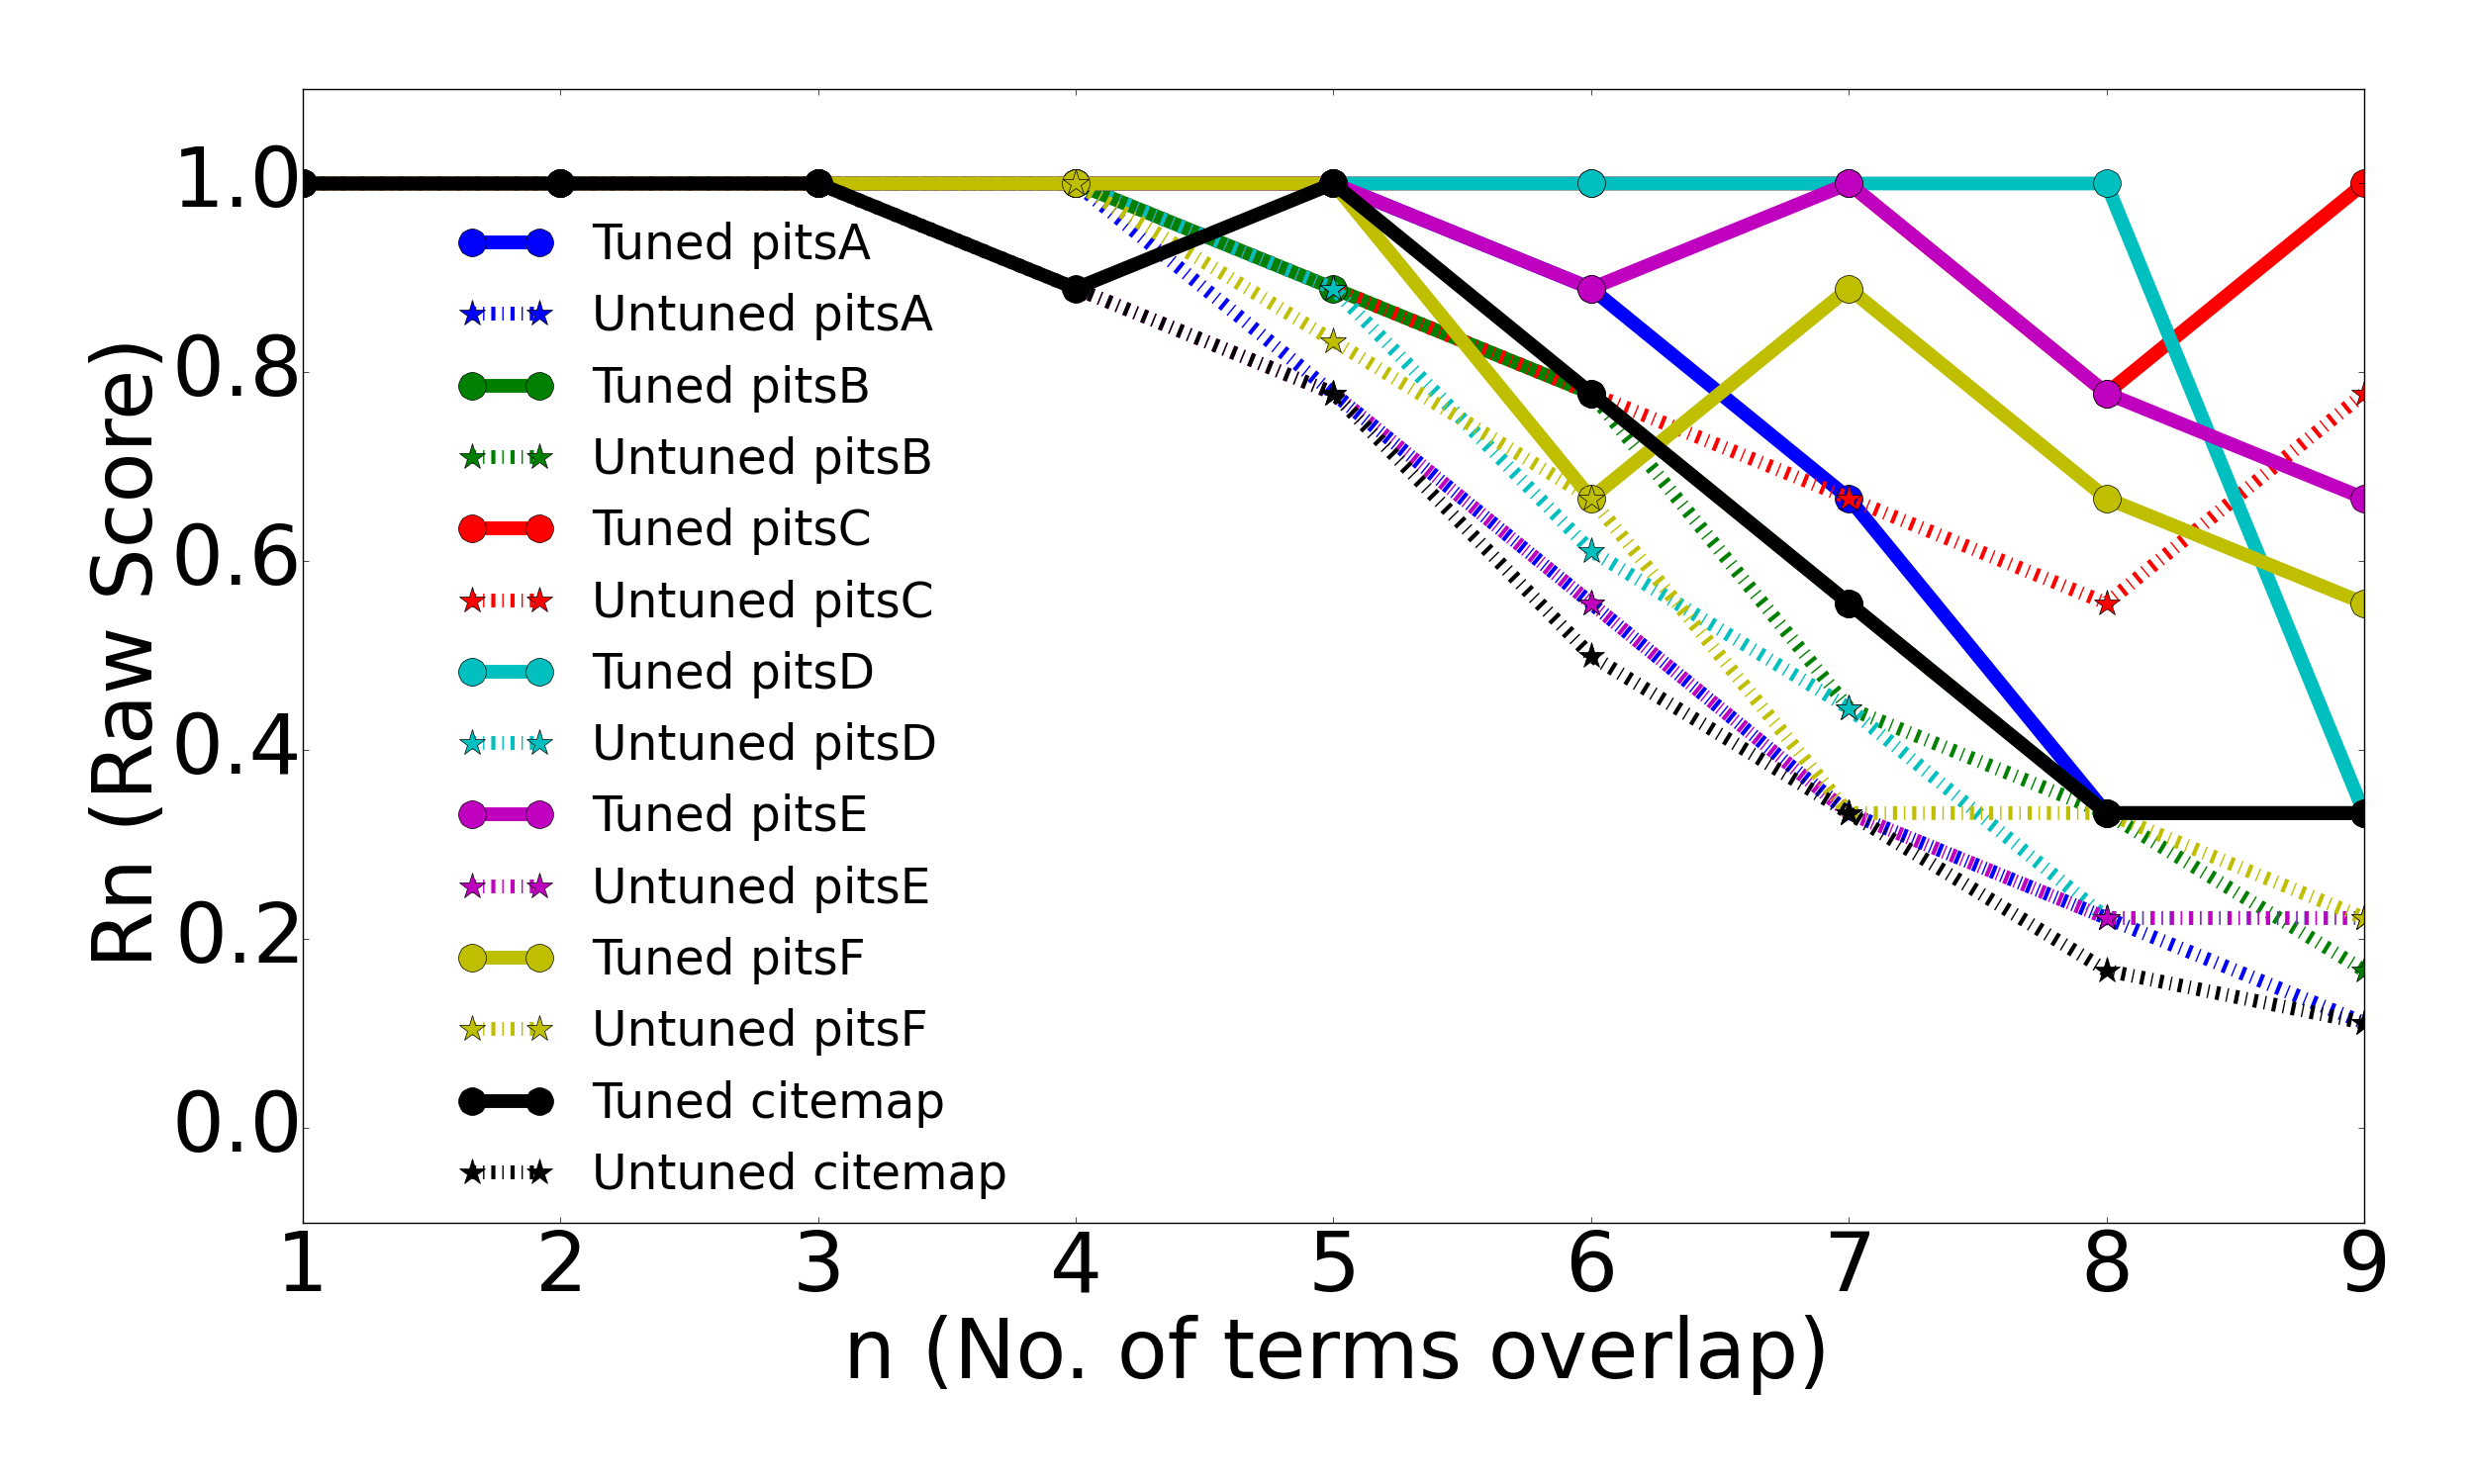 Rn (Raw Score)
1.0
0.8
0.6
0.4
0.2
0.0
Tuned pitsA
Untuned pitsA
Tuned pitsB
Untuned pitsB
Tuned pitsC
Untuned pitsC
Tuned pitsD
Untuned pitsD
Tuned pitsE
Untuned pitsE
Tuned pitsF
Untuned pitsF
Tuned citemap
Untuned citemap
1 2 3 4 5 6 7 8 9
n (No. of terms overlap)